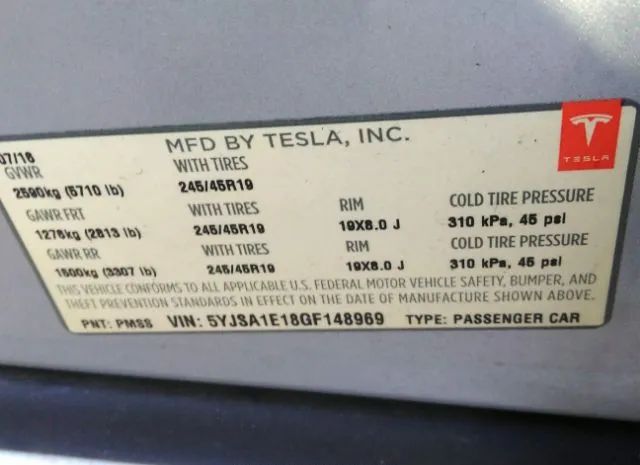 MFD BY TESLA, INC.
07/16
GVWR WITH TIRES
2590kg (5710 lb) 245/45R19
GAWR FRT WITH TIRES RIM COLD TIRE PRESSURE
1276kg (2813 lb) 245/45R19 19X8.0 J 310 kPa, 45 psi
GAWR RR WITH TIRES RIM COLD TIRE PRESSURE
1500kg (3307 lb) 245/45R19 19X8.0 J 310 kPa, 45 psi
THIS VEHICLE CONFORMS TO ALL APPLICABLE U.S. FEDERAL MOTOR VEHICLE SAFETY, BUMPER, AND
THEFT PREVENTION STANDARDS IN EFFECT ON THE DATE OF MANUFACTURE SHOWN ABOVE.
PNT: PMSS VIN: 5YJSA1E18GF148969 TYPE: PASSENGER CAR
TESLA